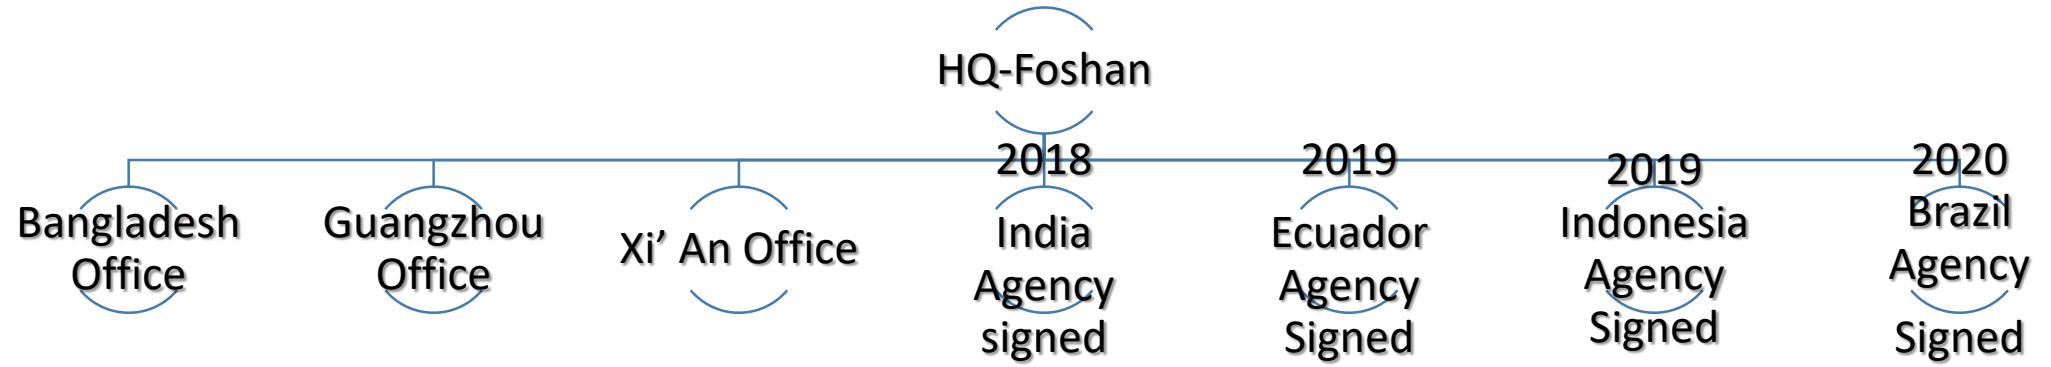 HQ-Foshan
Bangladesh
Office
Guangzhou
Office
Xi’ An Office
2018
India
Agency
signed
2019
Ecuador
Agency
Signed
2019
Indonesia
Agency
Signed
2020
Brazil
Agency
Signed